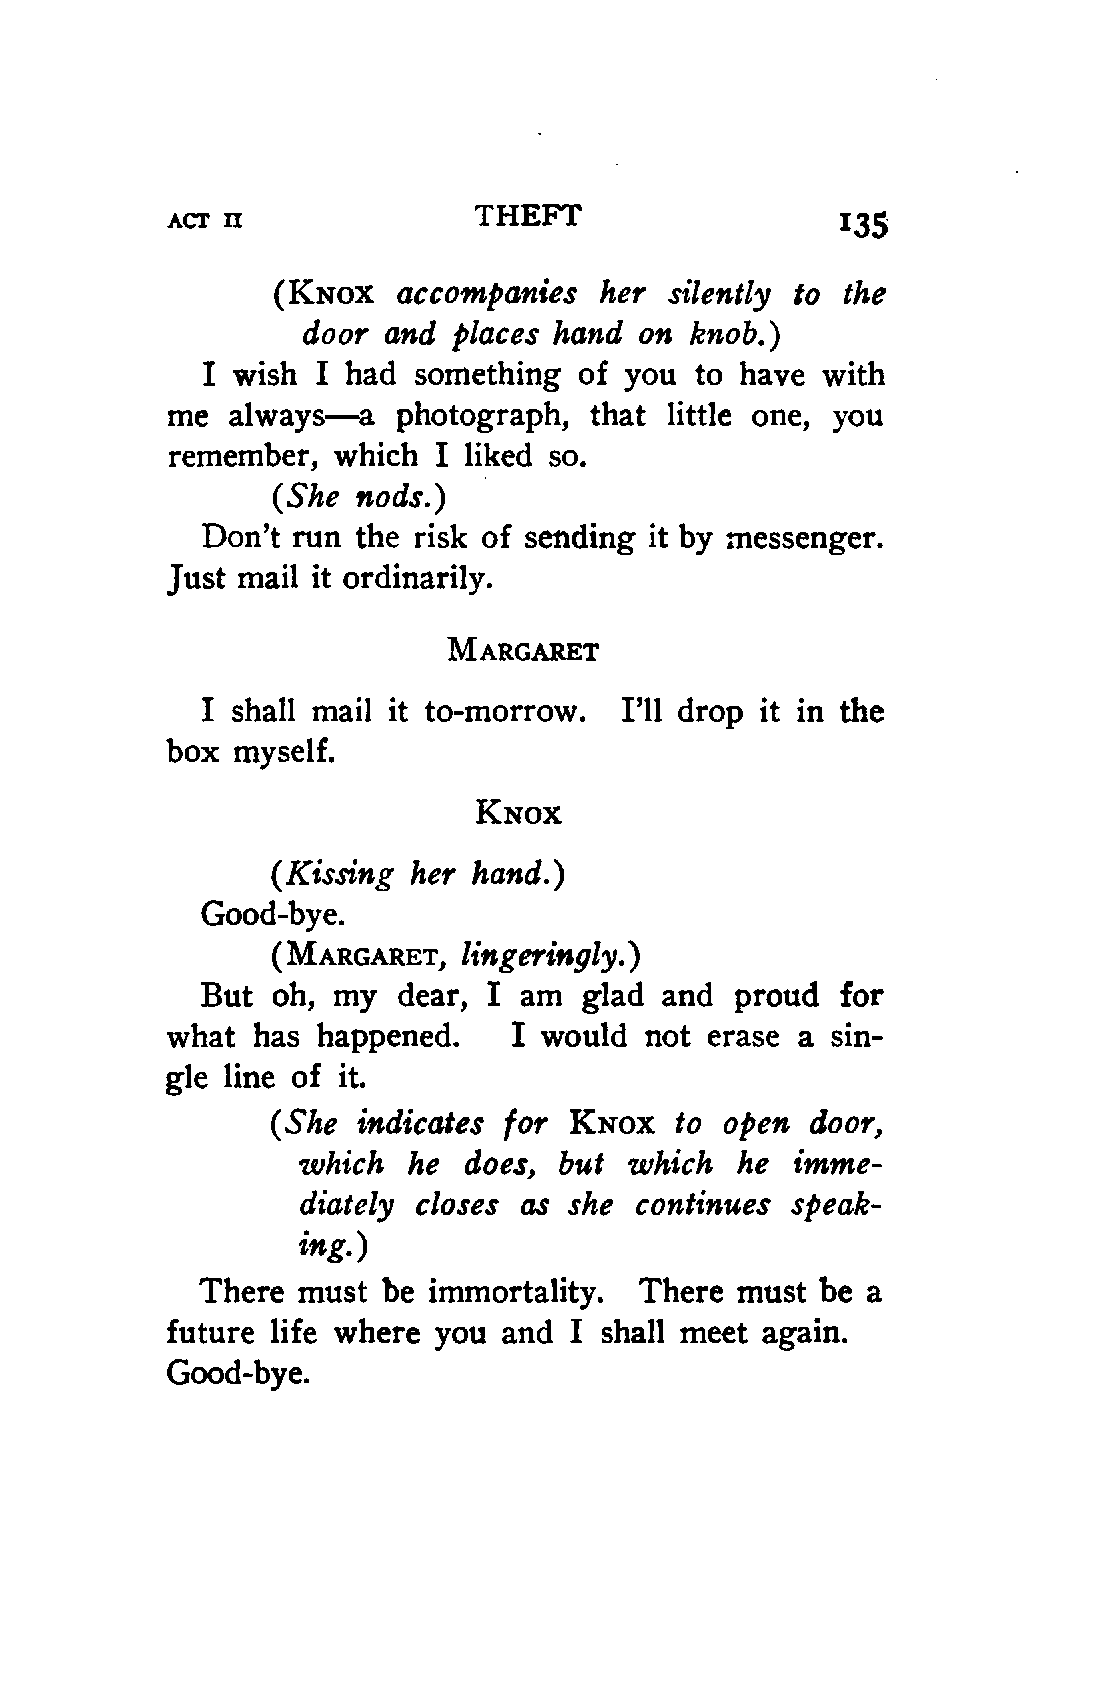 ACT II THEFT 135
(KNOX accompanies her silently to the
door and places hand on knob.)
I wish I had something of you to have with
me always—a photograph, that little one, you
remember, which I liked so.
(She nods.)
Don't run the risk of sending it by messenger.
Just mail it ordinarily.
MARGARET
I shall mail it to-morrow. I'll drop it in the
box myself.
KNOX
(Kissing her hand.)
Good-bye.
(MARGARET, lingeringly.)
But oh, my dear, I am glad and proud for
what has happened. I would not erase a sin-
gle line of it.
(She indicates for KNOX to open door,
which he does, but which he imme-
diately closes as she continues speak-
ing.)
There must be immortality. There must be a
future life where you and I shall meet again.
Good-bye.